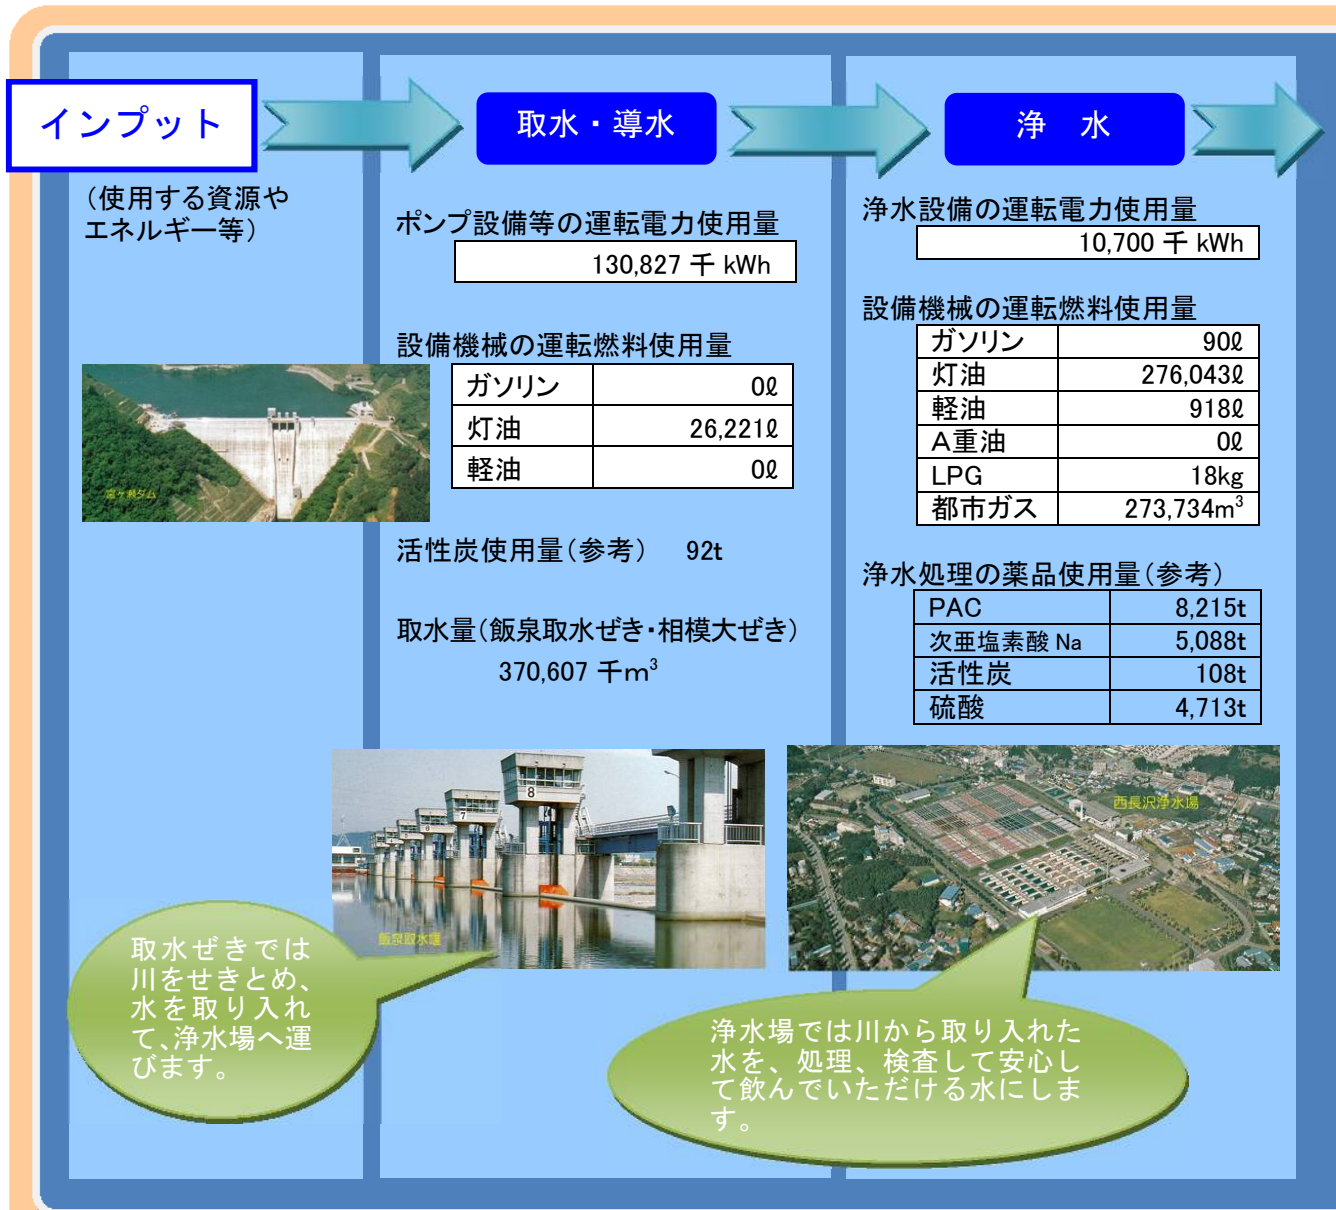 インプット
(使用する資源や
エネルギー等)
宮ヶ瀬ダム
取水・導水
ポンプ設備等の運転電力使用量
130,827 千 kWh
設備機械の運転燃料使用量
ガソリン 0ℓ
灯油 26,221ℓ
軽油 0ℓ
活性炭使用量(参考) 92t
取水量(飯泉取水ぜき・相模大ぜき)
370,607 千m³
8
7
6
飯泉取水堰
取水ぜきでは
川をせきとめ、
水を取り入れ
て、浄水場へ運
びます。
浄 水
浄水設備の運転電力使用量
10,700 千 kWh
設備機械の運転燃料使用量
ガソリン 90ℓ
灯油 276,043ℓ
軽油 918ℓ
A重油 0ℓ
LPG 18kg
都市ガス 273,734m³
浄水処理の薬品使用量(参考)
PAC 8,215t
次亜塩素酸 Na 5,088t
活性炭 108t
硫酸 4,713t
西長沢浄水場
浄水場では川から取り入れた
水を、処理、検査して安心し
て飲んでいただける水にしま
す。